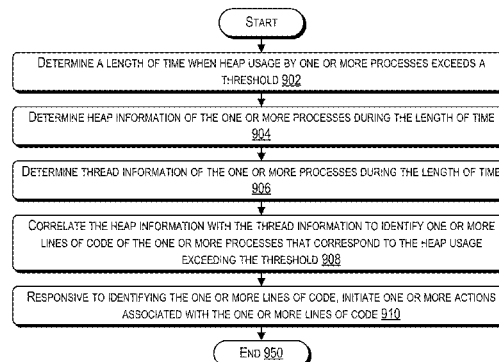 START
DETERMINE A LENGTH OF TIME WHEN HEAP USAGE BY ONE OR MORE PROCESSES EXCEEDS A
THRESHOLD 902
DETERMINE HEAP INFORMATION OF THE ONE OR MORE PROCESSES DURING THE LENGTH OF TIME
904
DETERMINE THREAD INFORMATION OF THE ONE OR MORE PROCESSES DURING THE LENGTH OF TIME
906
CORRELATE THE HEAP INFORMATION WITH THE THREAD INFORMATION TO IDENTIFY ONE OR MORE
LINES OF CODE OF THE ONE OR MORE PROCESSES THAT CORRESPOND TO THE HEAP USAGE
EXCEEDING THE THRESHOLD 908
RESPONSIVE TO IDENTIFYING THE ONE OR MORE LINES OF CODE, INITIATE ONE OR MORE ACTIONS
ASSOCIATED WITH THE ONE OR MORE LINES OF CODE 910
END 950